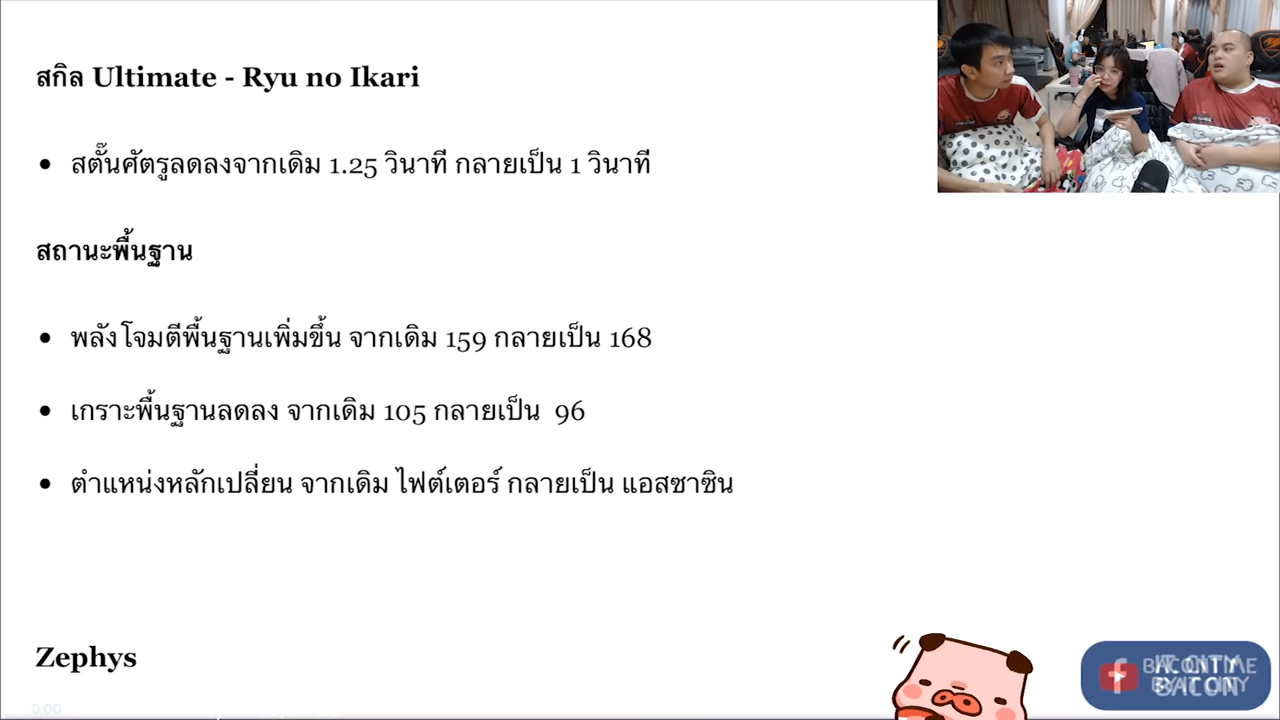 สกิล Ultimate - Ryu no Ikari
• สตั๊นศัตรูลดลงจากเดิม 1.25 วินาที กลายเป็น 1 วินาที
สถานะพื้นฐาน
• พลังโจมตีพื้นฐานเพิ่มขึ้น จากเดิม 159 กลายเป็น 168
• เกราะพื้นฐานลดลง จากเดิม 105 กลายเป็น 96
• ตำแหน่งหลักเปลี่ยน จากเดิม ไฟต์เตอร์ กลายเป็น แอสซาซิน
Zephys
0.00